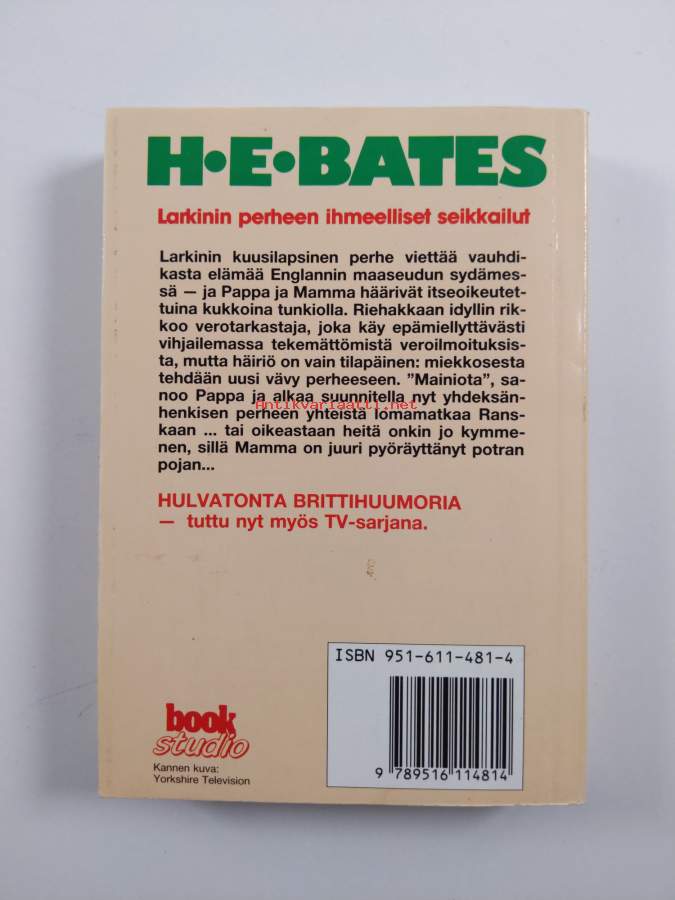 H•E•BATES
Larkinin perheen ihmeelliset seikkailut
Larkinin kuusilapsinen perhe viettää vauhdi-
kasta elämää Englannin maaseudun sydämes-
sä — ja Pappa ja Mamma häärivät itseoikeutet-
tuina kukkoina tunkiolla. Riehakkaan idyllin rik-
koo verotarkastaja, joka käy epämiellyttävästi
vihjailemassa tekemättömistä veroilmoituksis-
ta, mutta häiriö on vain tilapäinen: miekkosesta
tehdään uusi vävy perheeseen. ”Mainiota”, sa-
noo Pappa ja alkaa suunnitella nyt yhdeksän-
Antikvariaatti.net
henkisen perheen yhteistä lomamatkaa Rans-
kaan ... tai oikeastaan heitä onkin jo kymme-
nen, sillä Mamma on juuri pyöräyttänyt potran
pojan...
HULVATONTA BRITTIHUUMORIA
— tuttu nyt myös TV-sarjana.
ISBN 951-611-481-4
9 789516 114814
book
studio
Kannen kuva:
Yorkshire Television